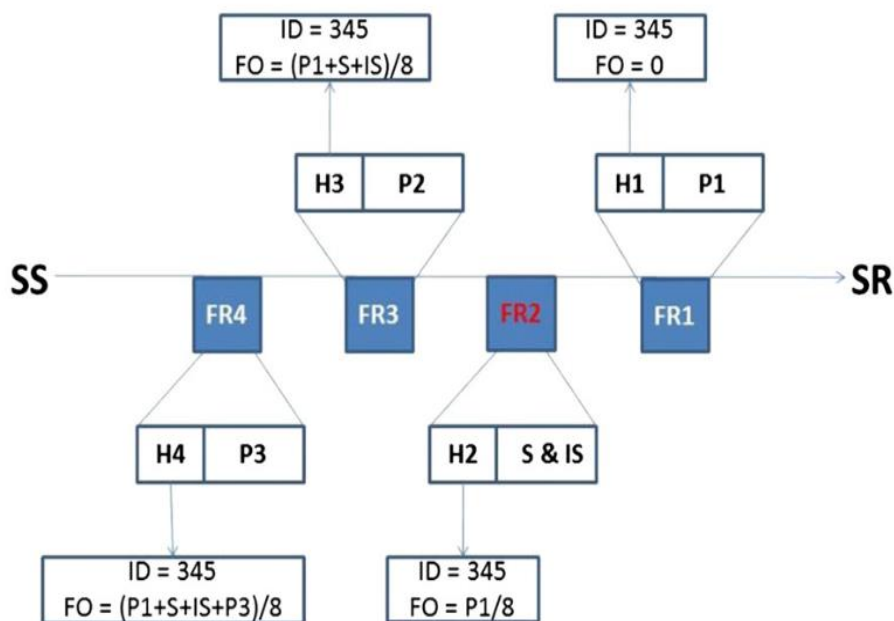 ID = 345
FO = (P1+S+IS)/8
ID = 345
FO = 0
H3 P2
H1 P1
SS
SR
FR4
FR3
FR2
FR1
H4 P3
H2 S & IS
ID = 345
FO = (P1+S+IS+P3)/8
ID = 345
FO = P1/8